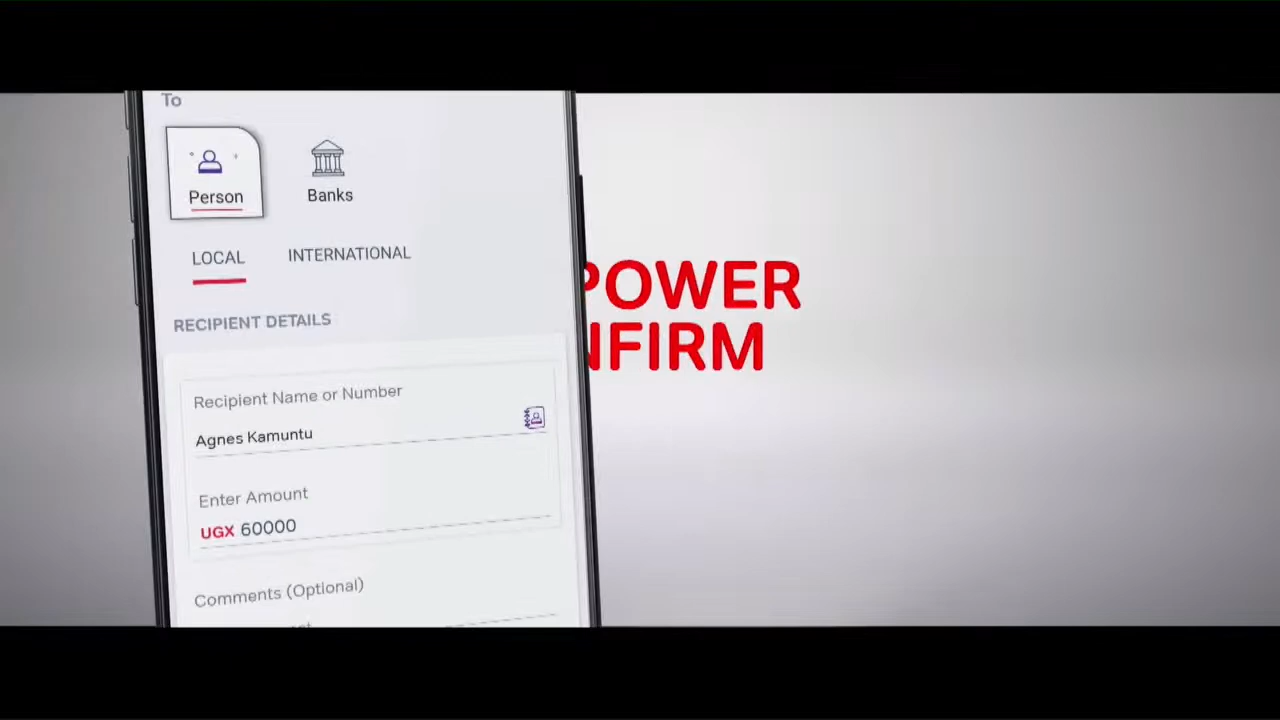 To
Person
Banks
LOCAL
INTERNATIONAL
RECIPIENT DETAILS
Recipient Name or Number
Agnes Kamuntu
Enter Amount
UGX 60000
Comments (Optional)
POWER
NFIRM